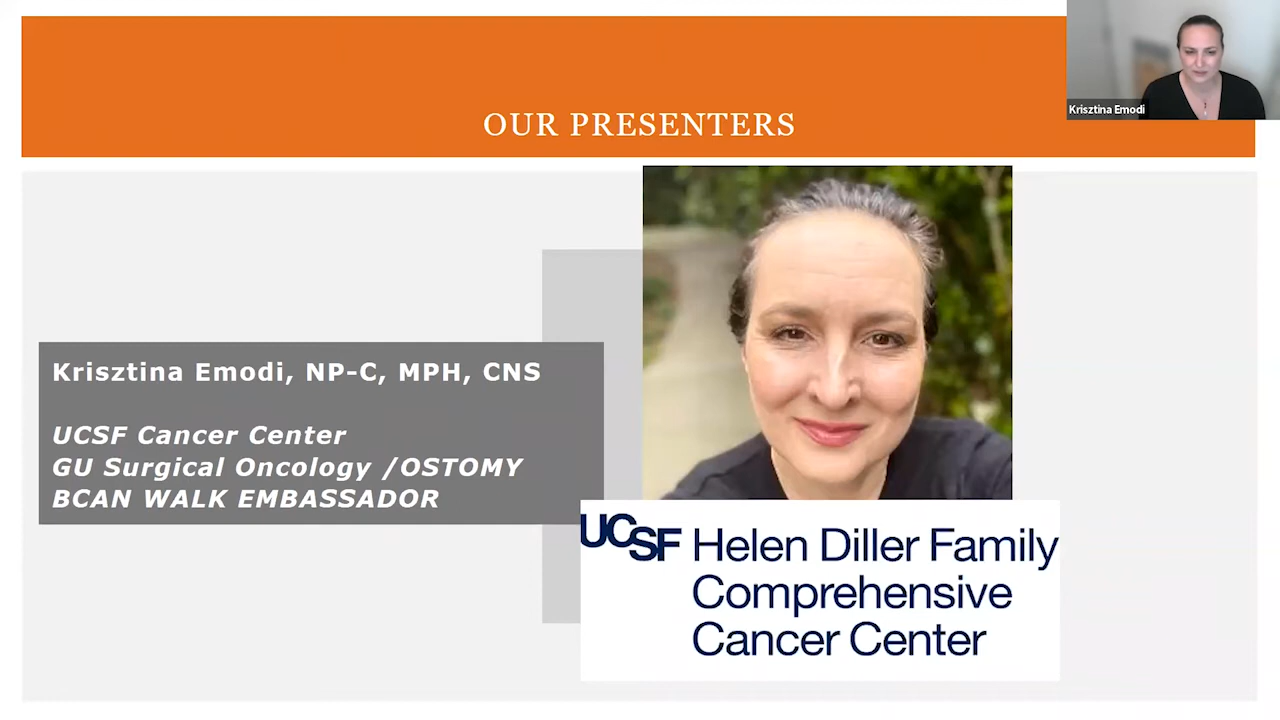 OUR PRESENTERS
Krisztina Emodi
Krisztina Emodi, NP-C, MPH, CNS
UCSF Cancer Center
GU Surgical Oncology /OSTOMY
BCAN WALK EMBASSADOR
UCSF Helen Diller Family
Comprehensive
Cancer Center